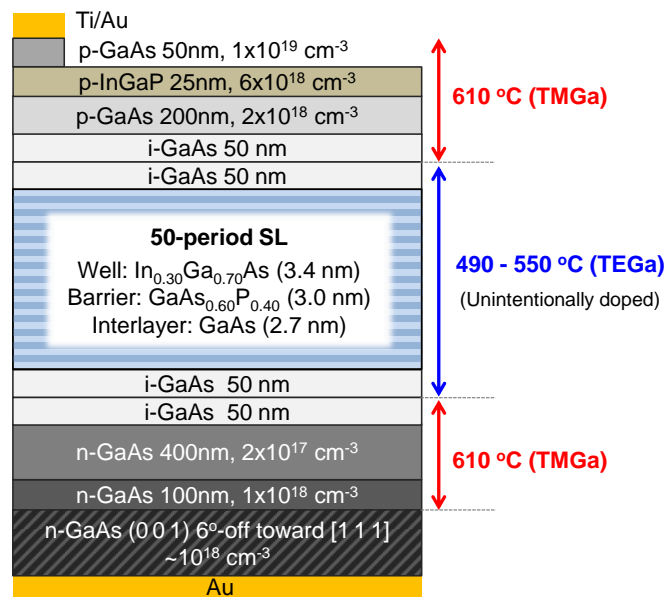 Ti/Au
p-GaAs 50nm, 1x10¹⁹ cm⁻³
p-InGaP 25nm, 6x10¹⁸ cm⁻³
p-GaAs 200nm, 2x10¹⁸ cm⁻³
i-GaAs 50 nm
i-GaAs 50 nm
610 ᵒC (TMGa)
50-period SL
Well: In₀.₃₀Ga₀.₇₀As (3.4 nm)
Barrier: GaAs₀.₆₀P₀.₄₀ (3.0 nm)
Interlayer: GaAs (2.7 nm)
490 - 550 ᵒC (TEGa)
(Unintentionally doped)
i-GaAs 50 nm
i-GaAs 50 nm
n-GaAs 400nm, 2x10¹⁷ cm⁻³
n-GaAs 100nm, 1x10¹⁸ cm⁻³
610 ᵒC (TMGa)
n-GaAs (0 0 1) 6ᵒ-off toward [1 1 1]
~10¹⁸ cm⁻³
Au